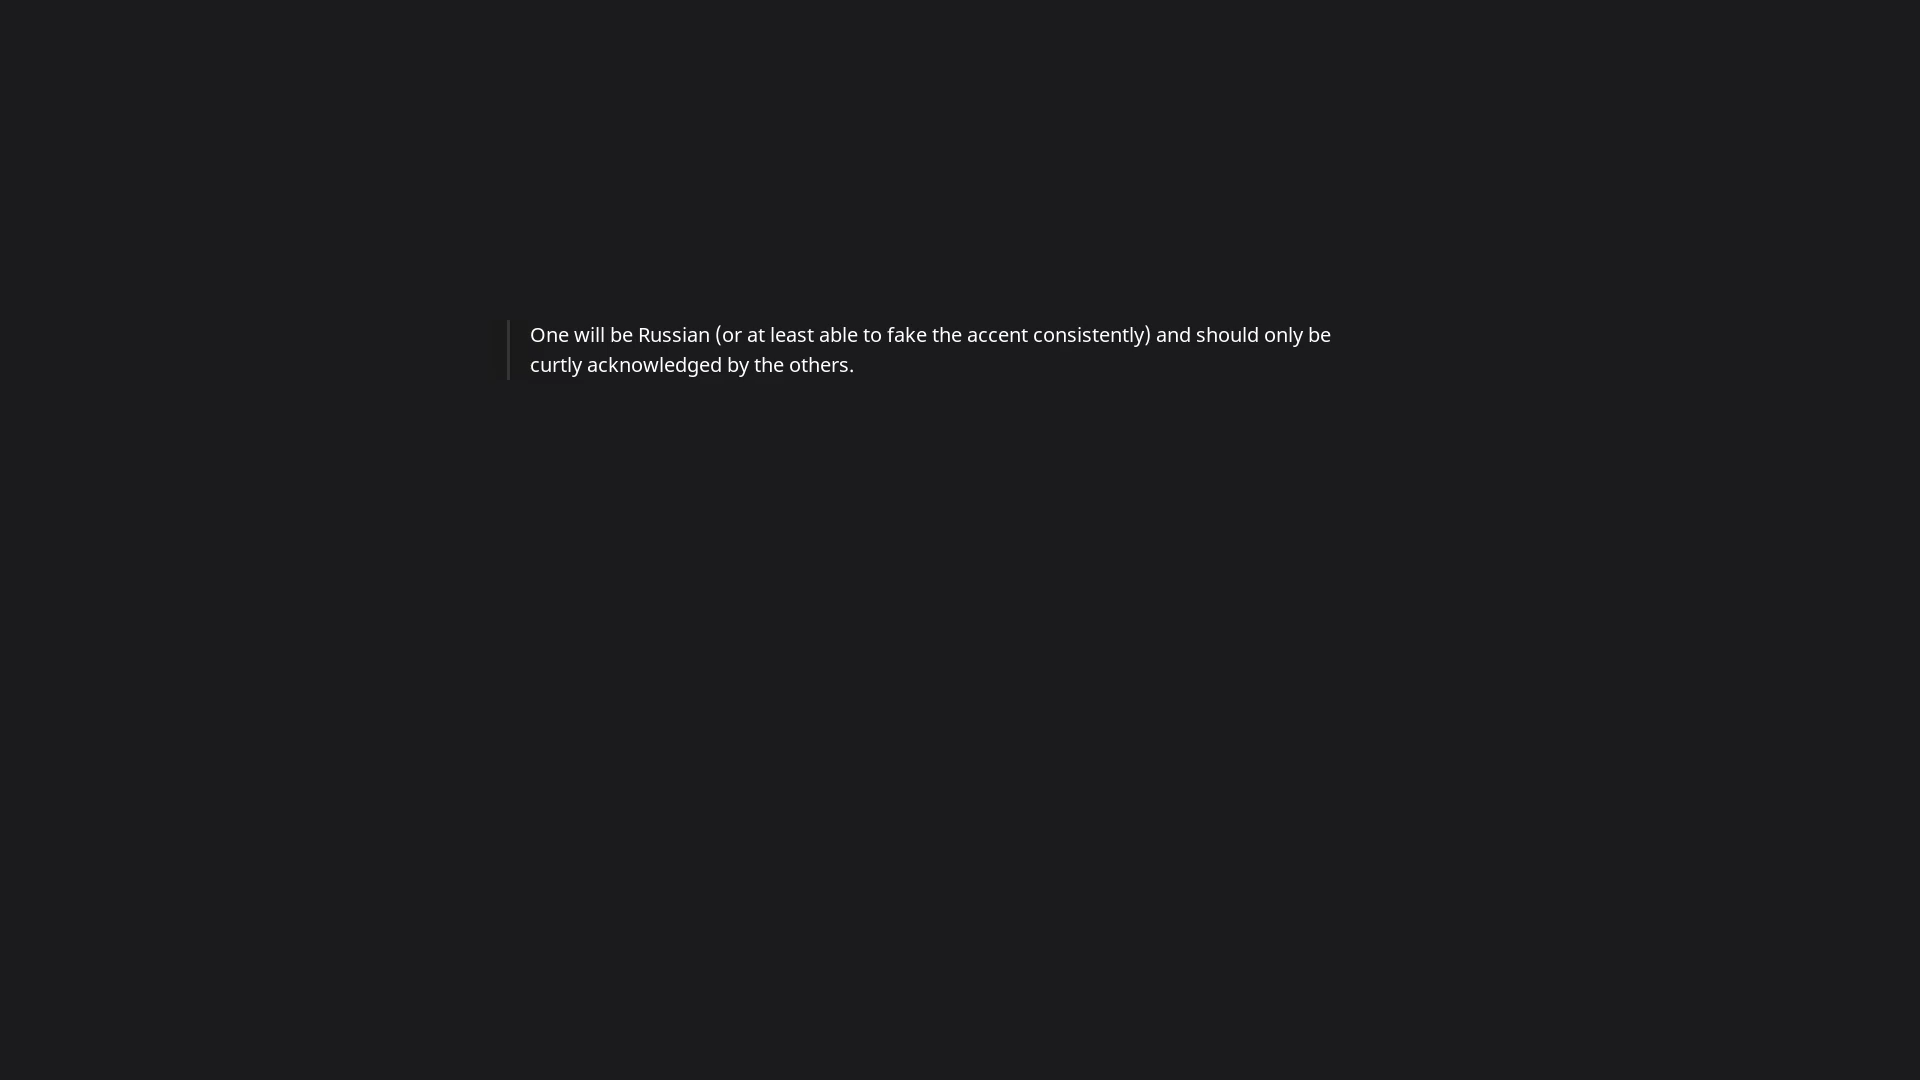 One will be Russian (or at least able to fake the accent consistently) and should only be
curtly acknowledged by the others.